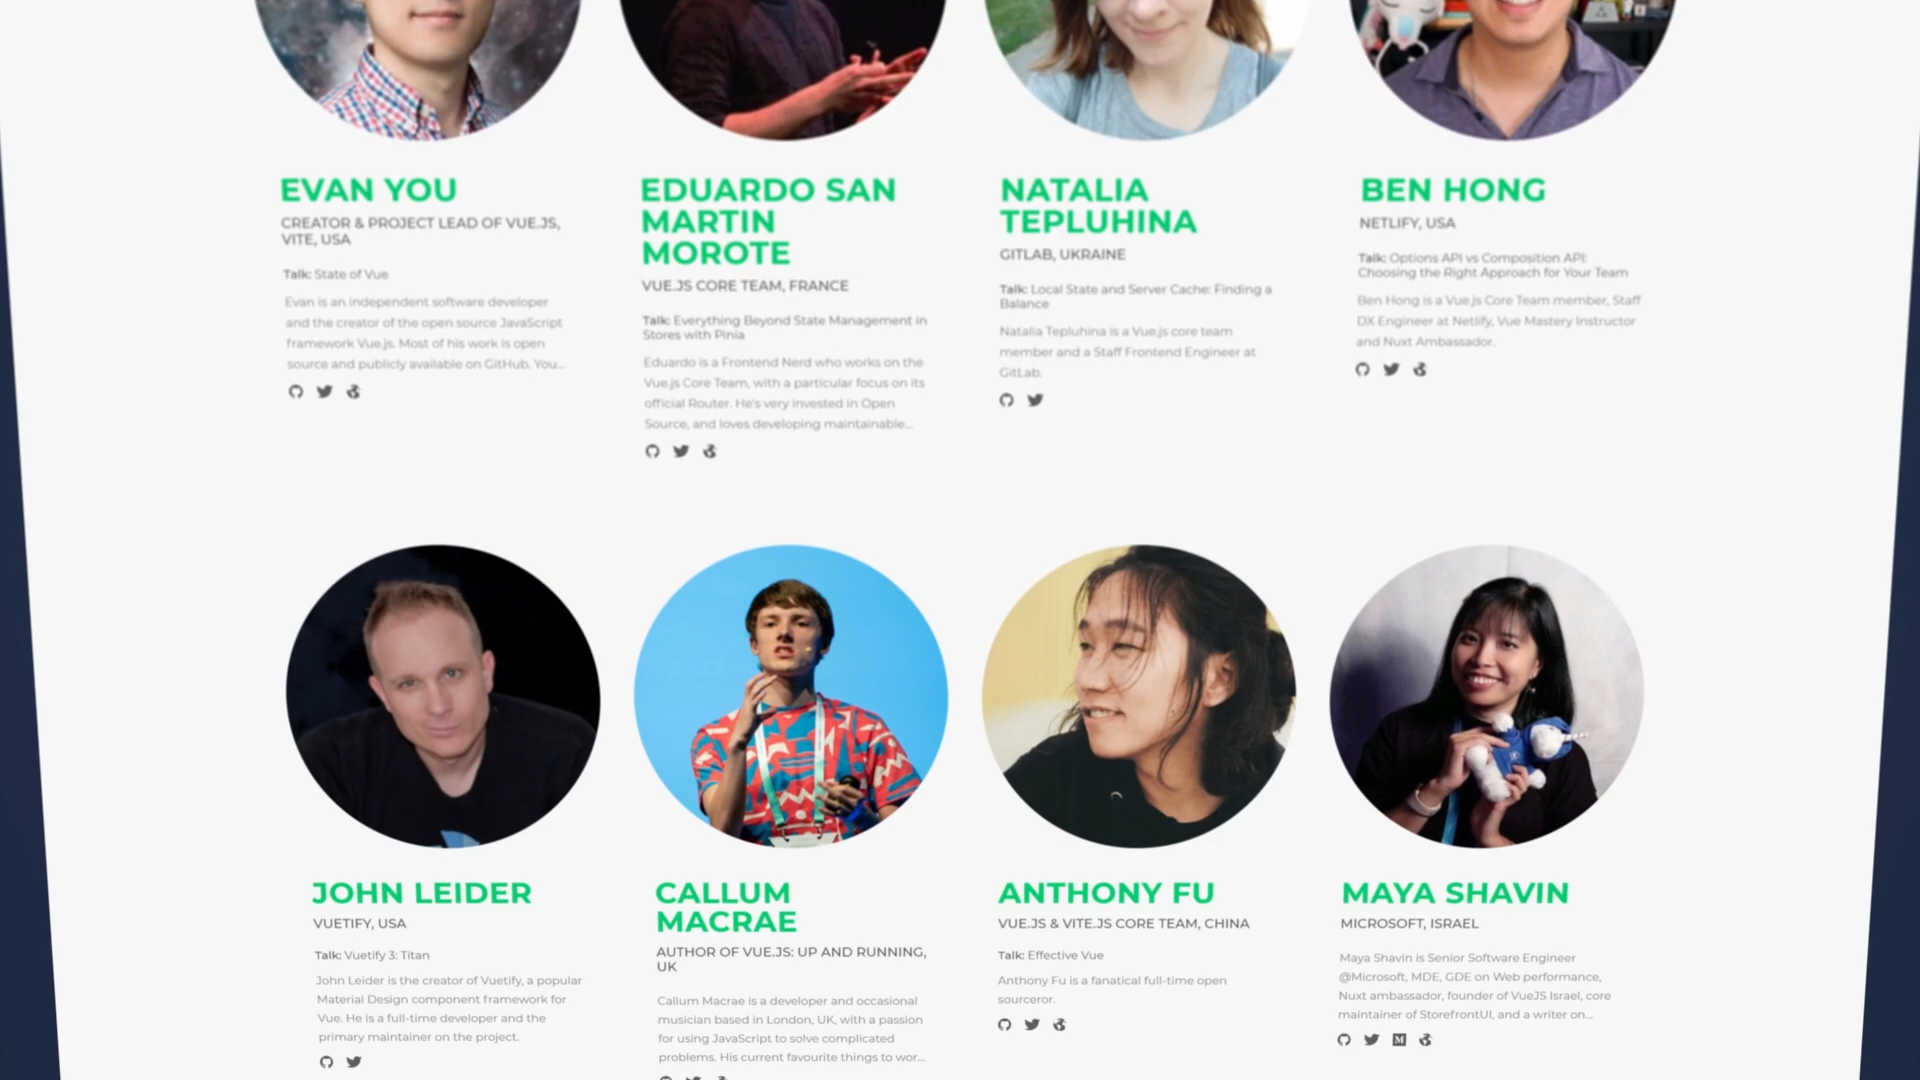 EVAN YOU
CREATOR & PROJECT LEAD OF VUE.JS,
VITE, USA
Talk: State of Vue
Evan is an independent software developer
and the creator of the open source JavaScript
framework Vue.js. Most of his work is open
source and publicly available on GitHub. You...
EDUARDO SAN
MARTIN
MOROTE
VUE.JS CORE TEAM, FRANCE
Talk: Everything Beyond State Management in
Stores with Pinia
Eduardo is a Frontend Nerd who works on the
Vue.js Core Team, with a particular focus on its
official Router. He's very invested in Open
Source, and loves developing maintainable...
NATALIA
TEPLUHINA
GITLAB, UKRAINE
Talk: Local State and Server Cache: Finding a
Balance
Natalia Tepluhina is a Vue.js core team
member and a Staff Frontend Engineer at
GitLab.
BEN HONG
NETLIFY, USA
Talk: Options API vs Composition API:
Choosing the Right Approach for Your Team
Ben Hong is a Vue.js Core Team member, Staff
DX Engineer at Netlify, Vue Mastery Instructor
and Nuxt Ambassador.
JOHN LEIDER
VUETIFY, USA
Talk: Vuetify 3: Titan
John Leider is the creator of Vuetify, a popular
Material Design component framework for
Vue. He is a full-time developer and the
primary maintainer on the project.
CALLUM
MACRAE
AUTHOR OF VUE.JS: UP AND RUNNING,
UK
Callum Macrae is a developer and occasional
musician based in London, UK, with a passion
for using JavaScript to solve complicated
problems. His current favourite things to wor...
ANTHONY FU
VUE.JS & VITE.JS CORE TEAM, CHINA
Talk: Effective Vue
Anthony Fu is a fanatical full-time open
sourceror.
MAYA SHAVIN
MICROSOFT, ISRAEL
Maya Shavin is Senior Software Engineer
@Microsoft, MDE, GDE on Web performance,
Nuxt ambassador, founder of VueJS Israel, core
maintainer of StorefrontUI, and a writer on...